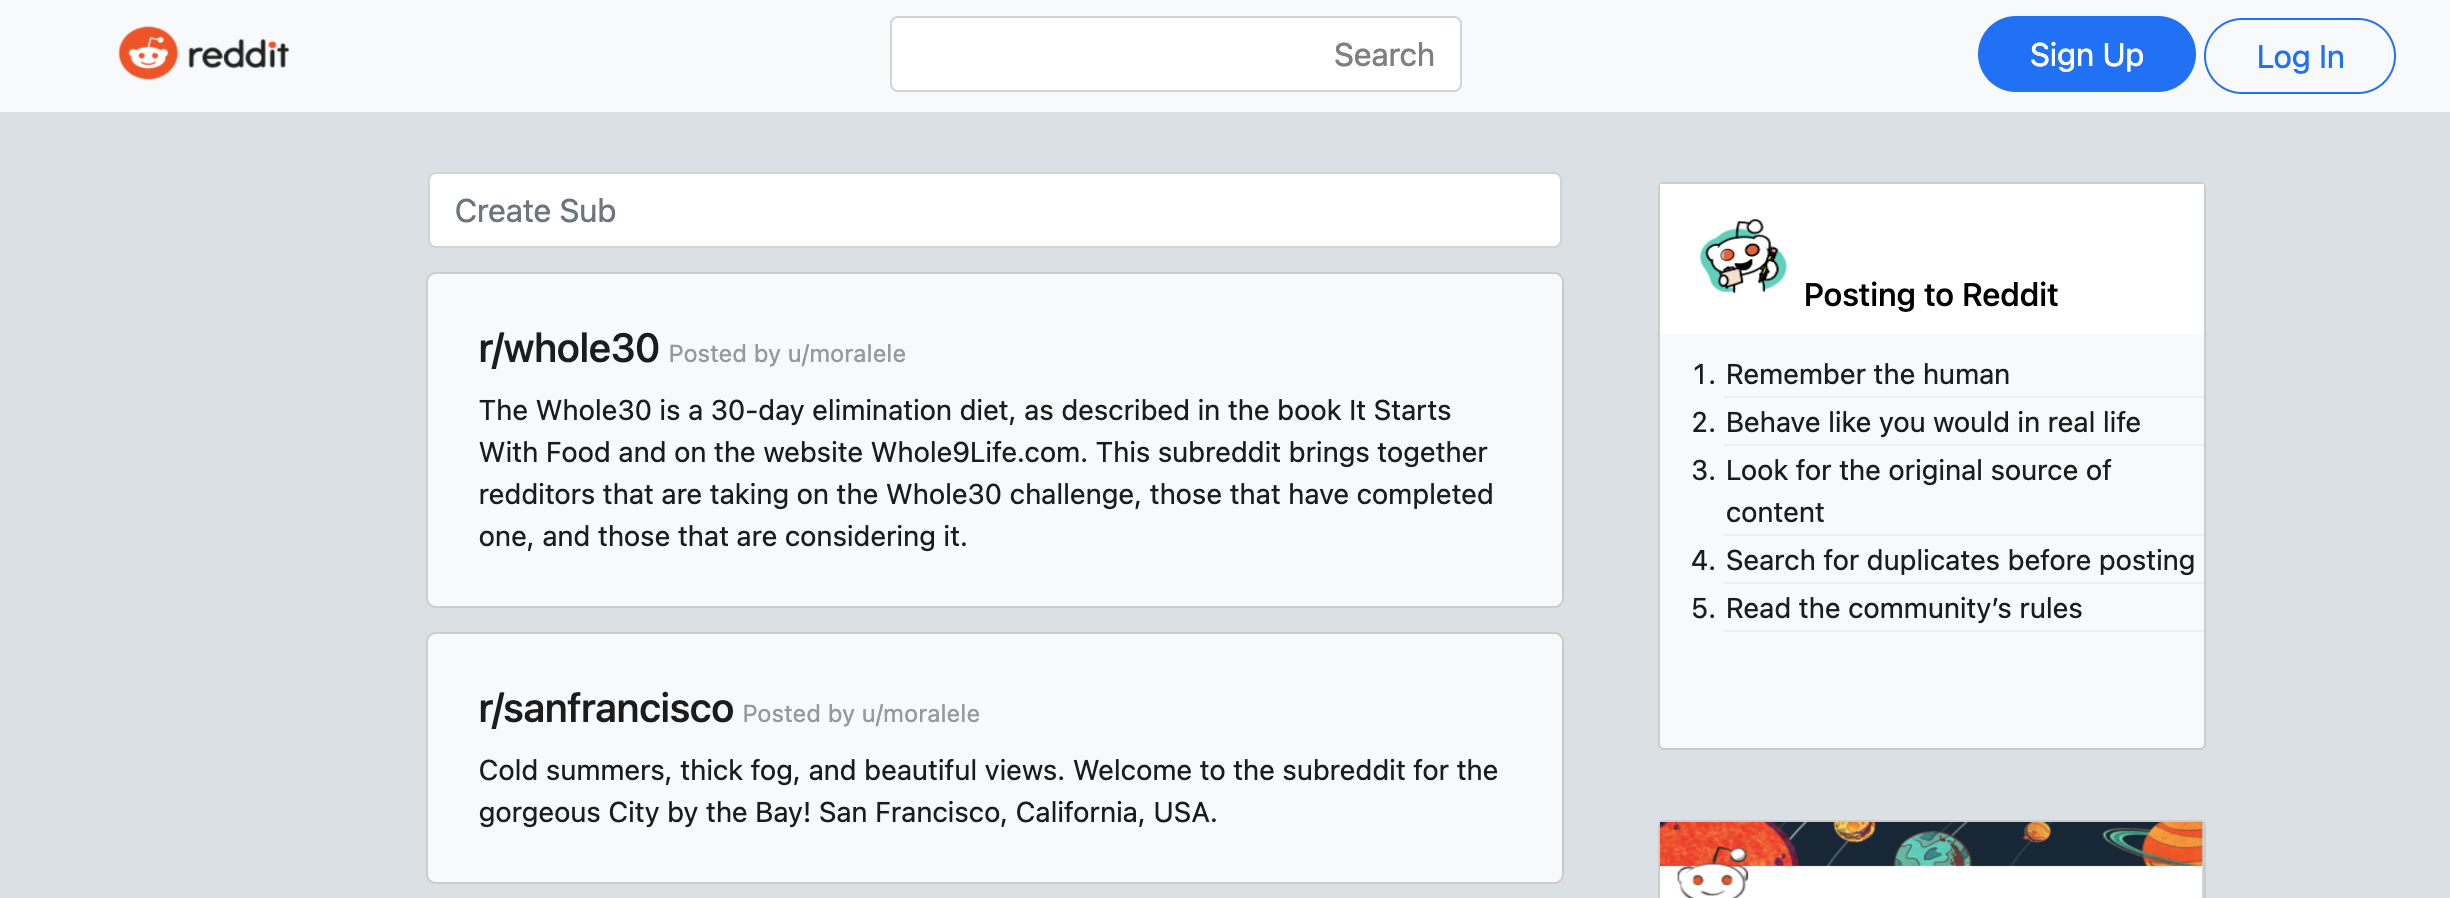 reddit
Search
Sign Up
Log In
Create Sub
r/whole30 Posted by u/moralele
The Whole30 is a 30-day elimination diet, as described in the book It Starts
With Food and on the website Whole9Life.com. This subreddit brings together
redditors that are taking on the Whole30 challenge, those that have completed
one, and those that are considering it.
r/sanfrancisco Posted by u/moralele
Cold summers, thick fog, and beautiful views. Welcome to the subreddit for the
gorgeous City by the Bay! San Francisco, California, USA.
Posting to Reddit
1. Remember the human
2. Behave like you would in real life
3. Look for the original source of
content
4. Search for duplicates before posting
5. Read the community’s rules